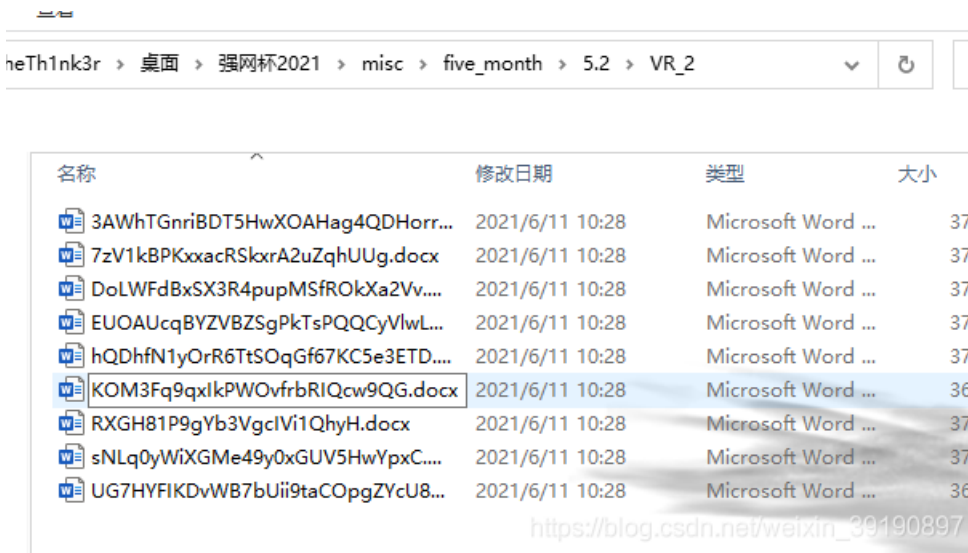 查看
heTh1nk3r › 桌面 › 强网杯2021 › misc › five_month › 5.2 › VR_2
名称 修改日期 类型 大小
3AWhTGnriBDT5HwXOAHag4QDHorr... 2021/6/11 10:28 Microsoft Word ... 37
7zV1kBPKxxacRSkxrA2uZqhUUg.docx 2021/6/11 10:28 Microsoft Word ... 37
DoLWFdBxSX3R4pupMSfROkXa2Vv.... 2021/6/11 10:28 Microsoft Word ... 37
EUOAUcqBYZVBZSgPkTsPQQCyVlwL... 2021/6/11 10:28 Microsoft Word ... 37
hQDhfN1yOrR6TtSOqGf67KC5e3ETD.... 2021/6/11 10:28 Microsoft Word ... 37
KOM3Fq9qxIkPWOvfrbRIQcw9QG.docx 2021/6/11 10:28 Microsoft Word ... 36
RXGH81P9gYb3VgcIVi1QhyH.docx 2021/6/11 10:28 Microsoft Word ... 37
sNLq0yWiXGMe49y0xGUV5HwYpxC.... 2021/6/11 10:28 Microsoft Word ... 37
UG7HYFIKDvWB7bUii9taCOpgZYcU8... 2021/6/11 10:28 Microsoft Word ... 36
https://blog.csdn.net/weixin_39190897